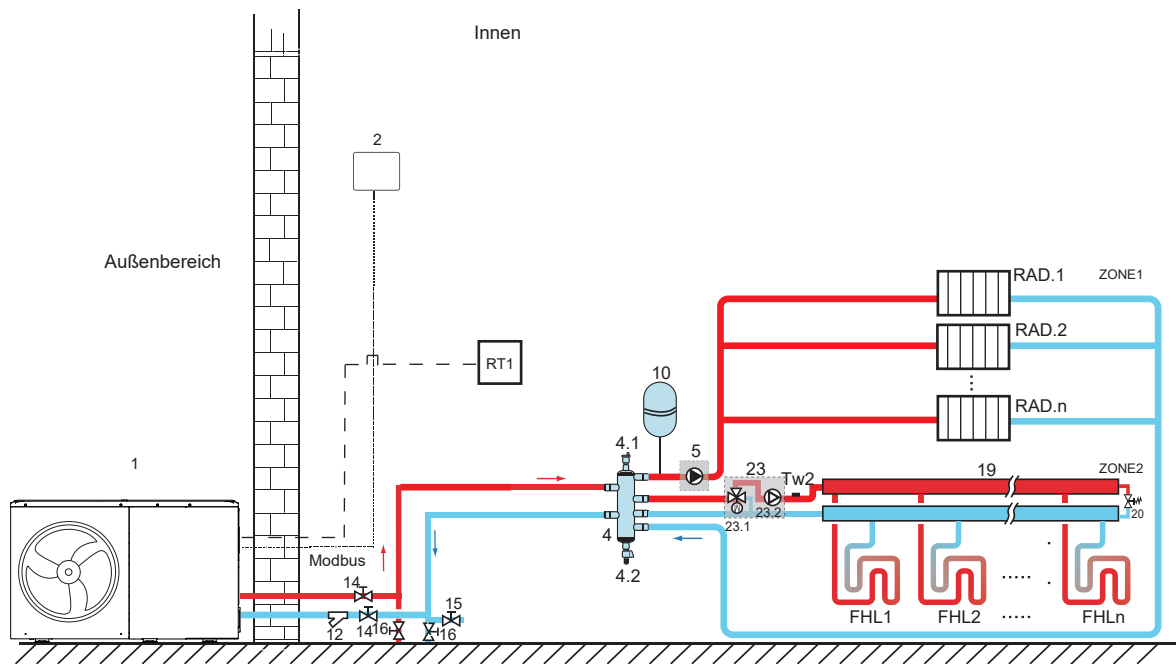 Innen
2
Außenbereich
RAD.1
ZONE1
RAD.2
RT1
10
RAD.n
4.1
5
1
23
Tw2
19
ZONE2
4
23.1
23.2
20
Modbus
4.2
14
15
12
14
16
16
FHL1
FHL2
FHLn